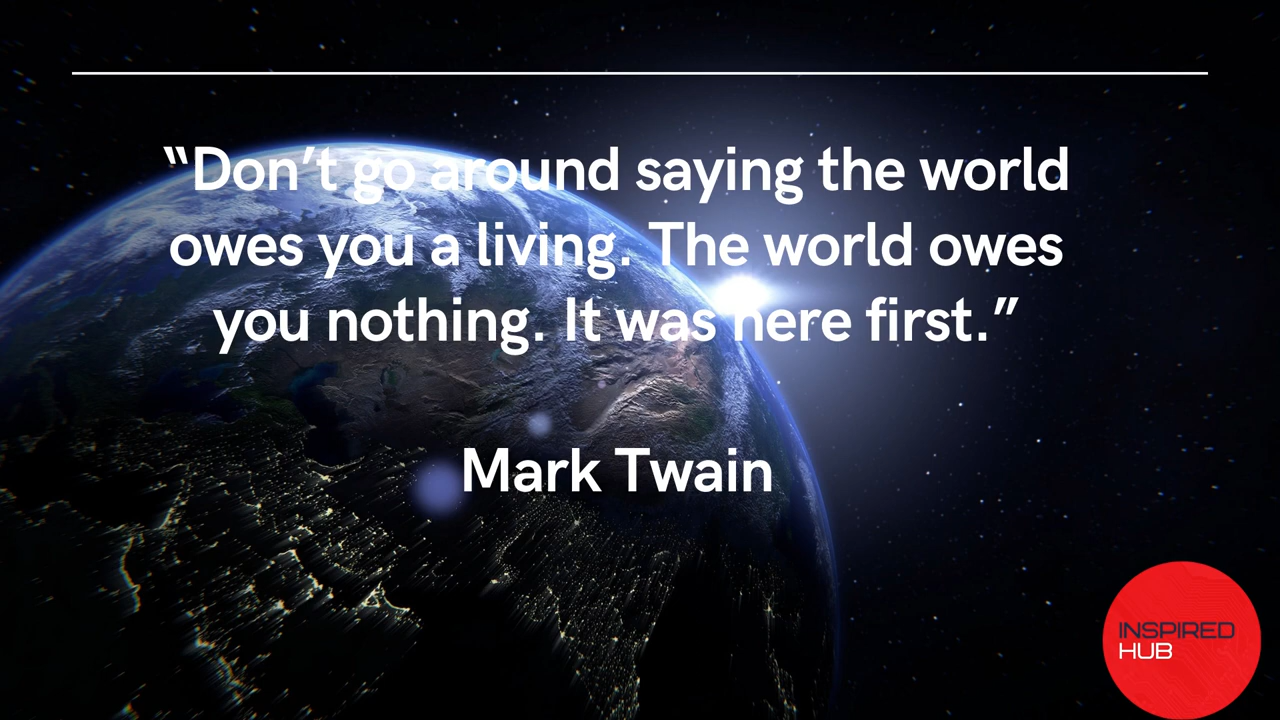 “Don’t go around saying the world
owes you a living. The world owes
you nothing. It was here first.”
Mark Twain
INSPIRED
HUB